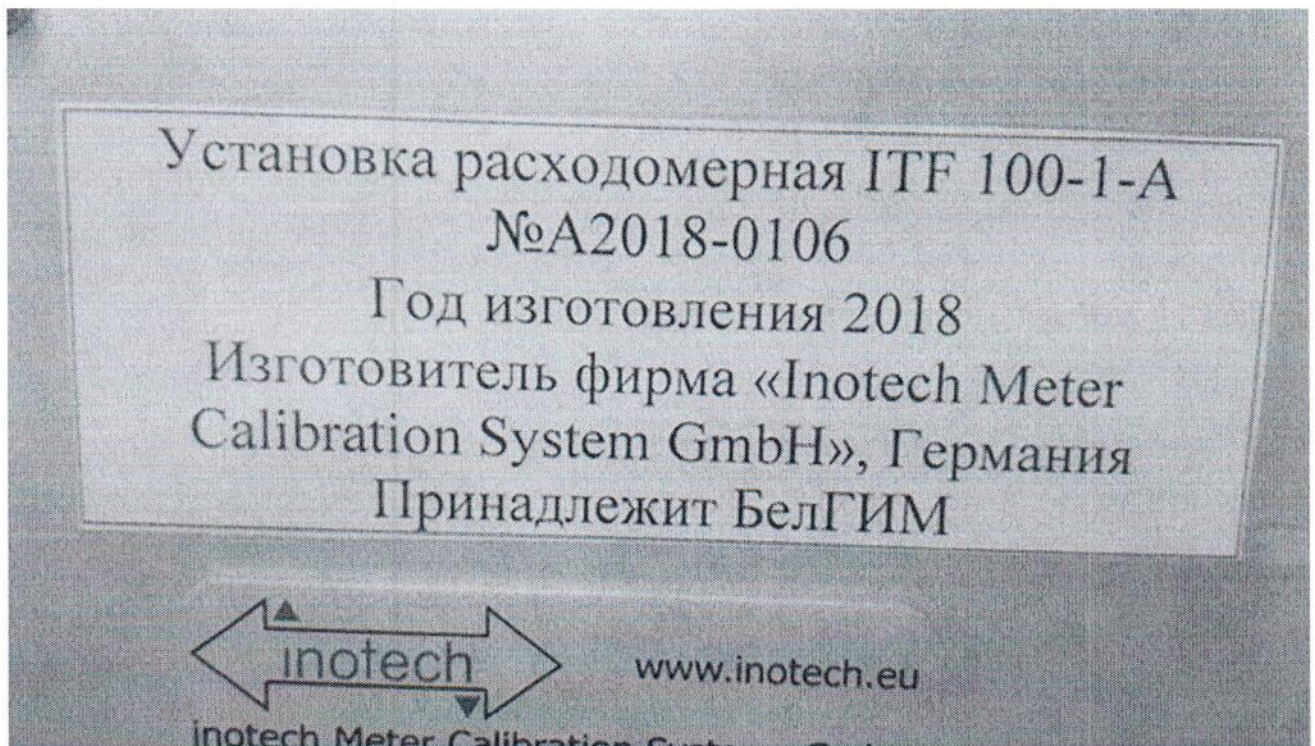 Установка расходомерная ITF 100-1-А
№А2018-0106
Год изготовления 2018
Изготовитель фирма «Inotech Meter
Calibration System GmbH», Германия
Принадлежит БелГИМ
inotech
www.inotech.eu
inotech Meter Calibration Systems